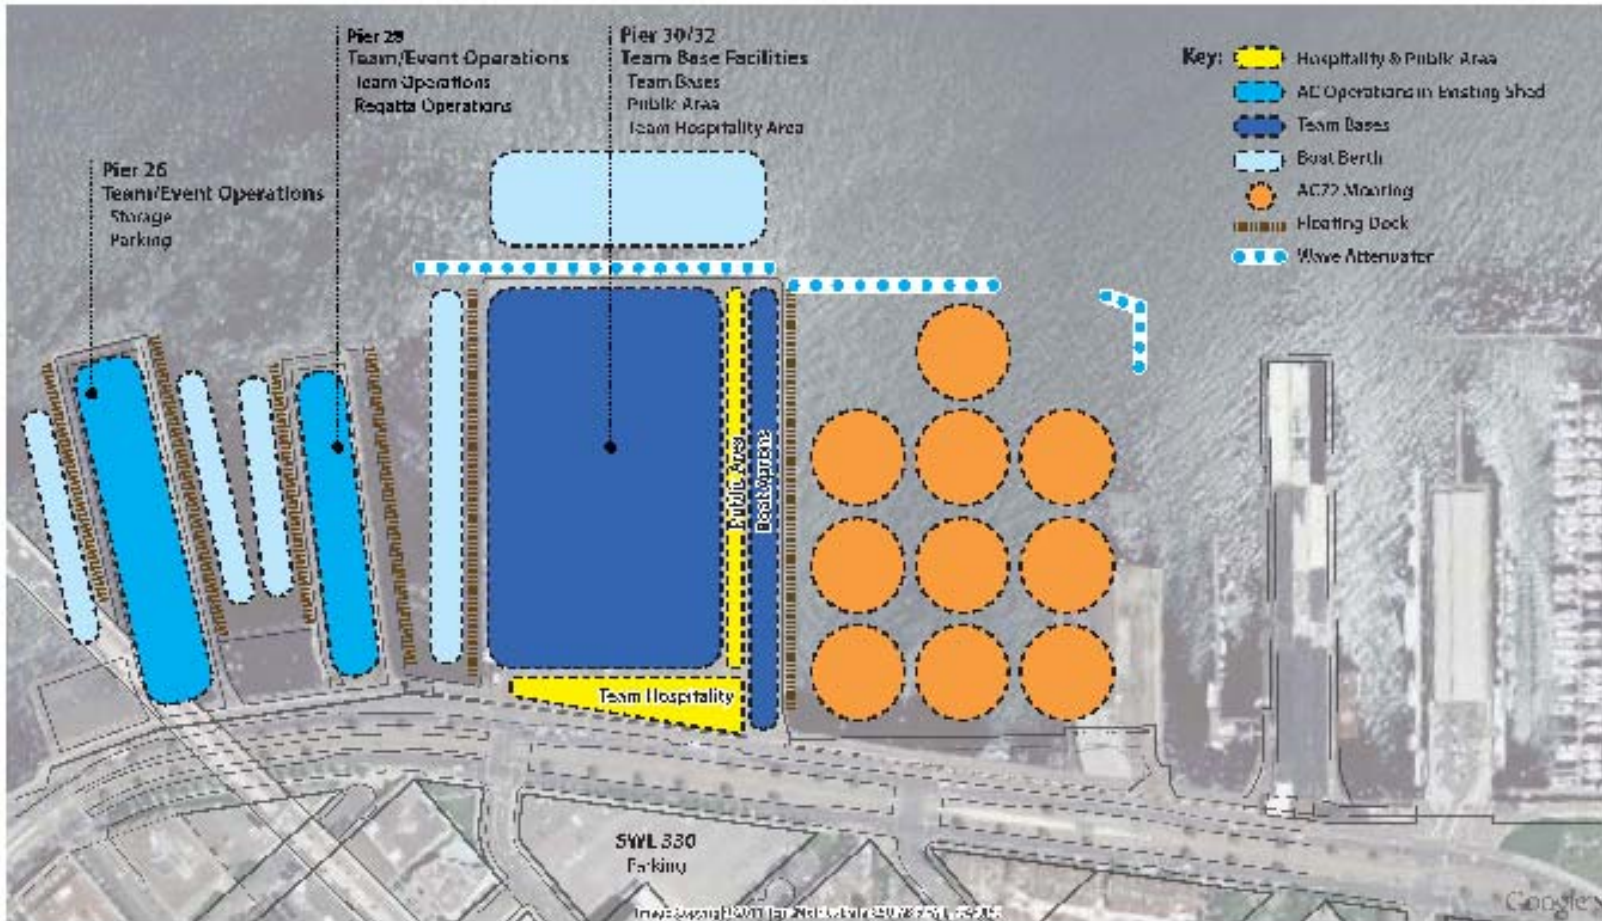 Pier 28
Team/Event Operations
Team Operations
Regatta Operations
Pier 30/32
Team Base Facilities
Team Bases
Public Area
Team Hospitality Area
Key:
Hospitality & Public Area
AC Operations in Existing Shed
Team Bases
Boat Berth
AC72 Mooring
Floating Dock
Wave Attenuator
Pier 26
Team/Event Operations
Storage
Parking
Public Area
Boat Aprons
Team Hospitality
SWL 330
Parking
Google